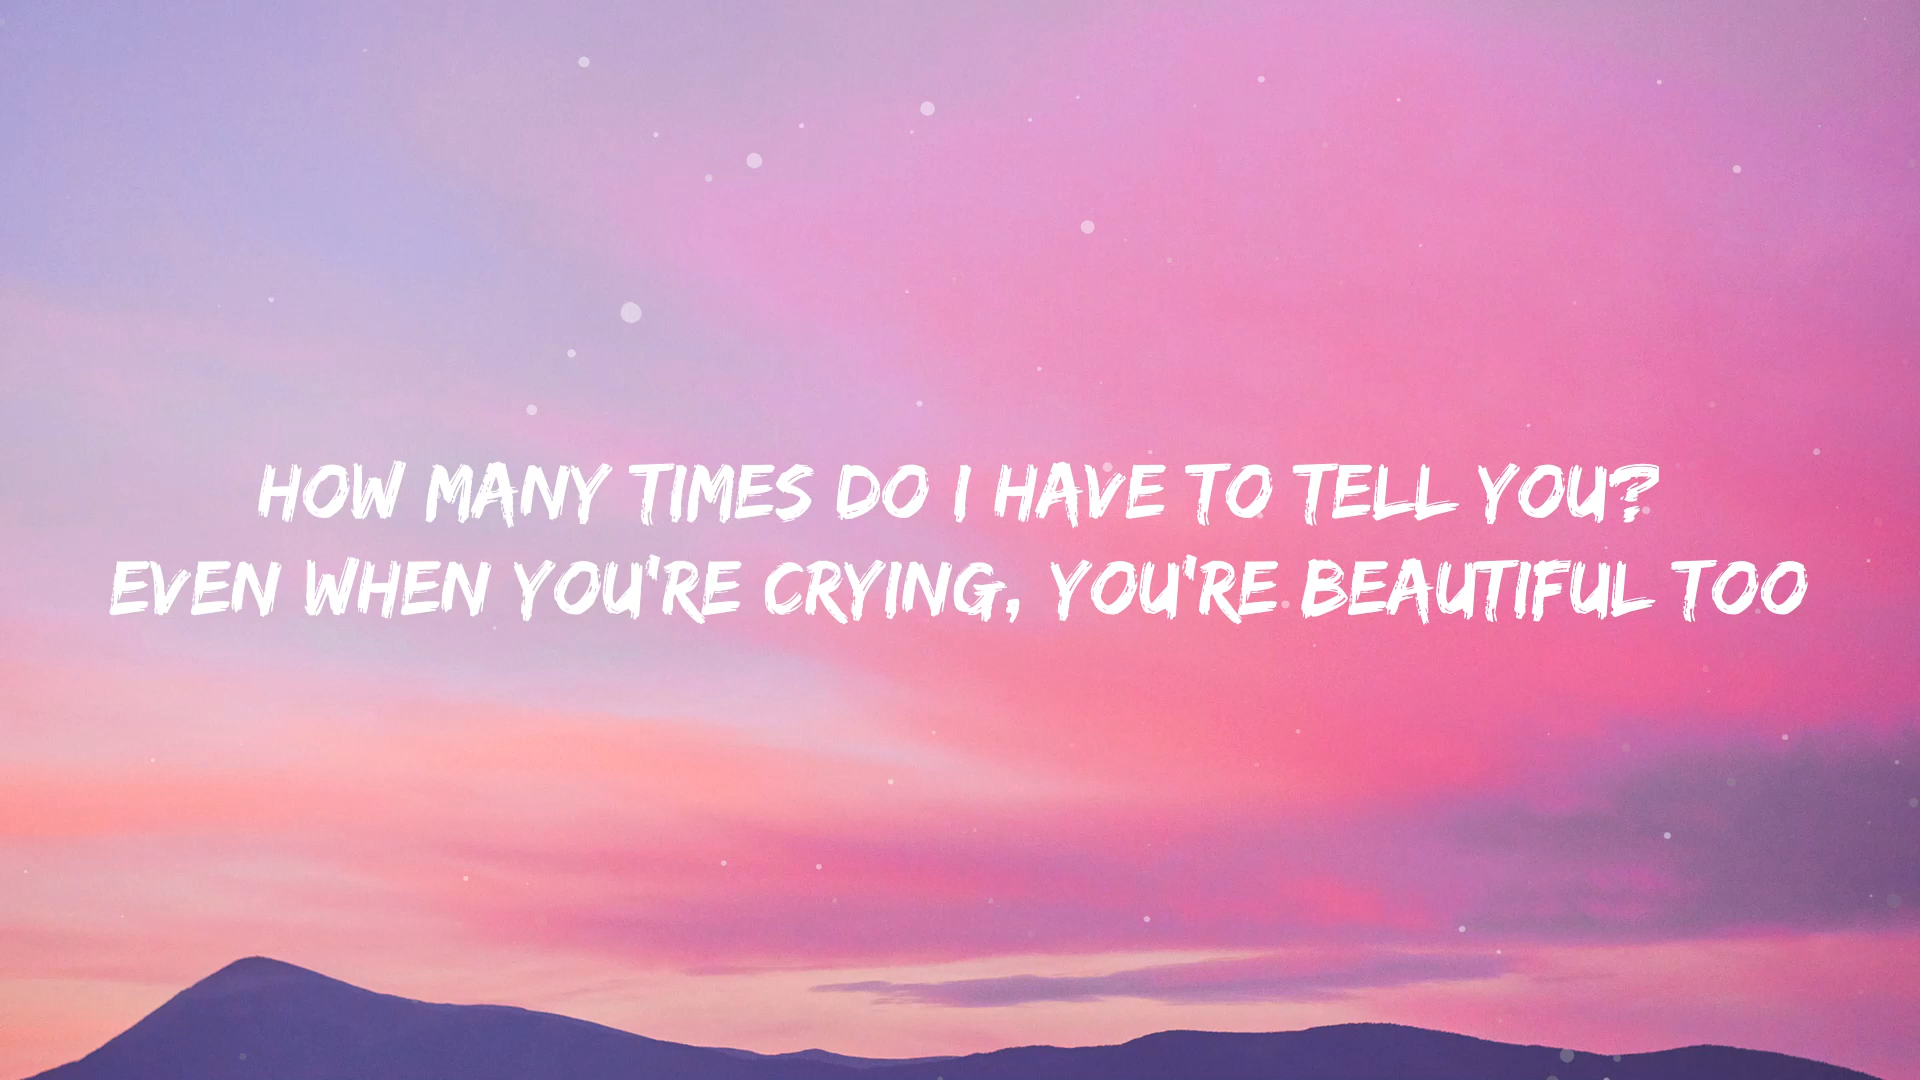 HOW MANY TIMES DO I HAVE TO TELL YOU?
EVEN WHEN YOU'RE CRYING, YOU'RE BEAUTIFUL TOO